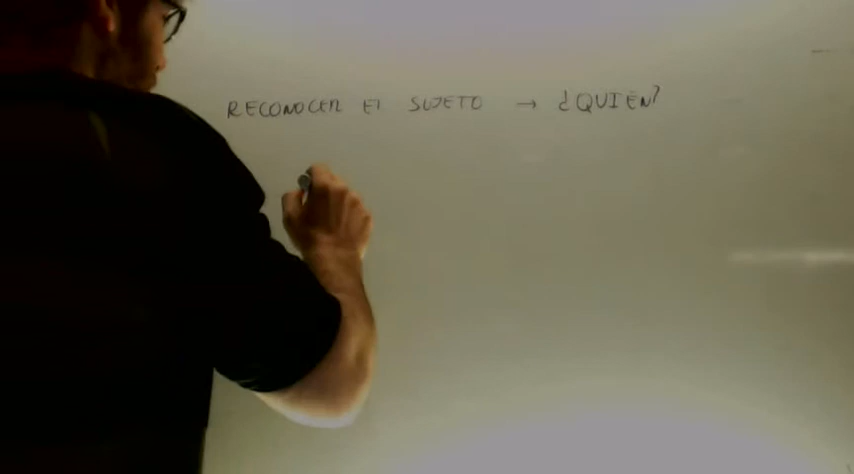 RECONOCER EL SUJETO → ¿QUIÉN?